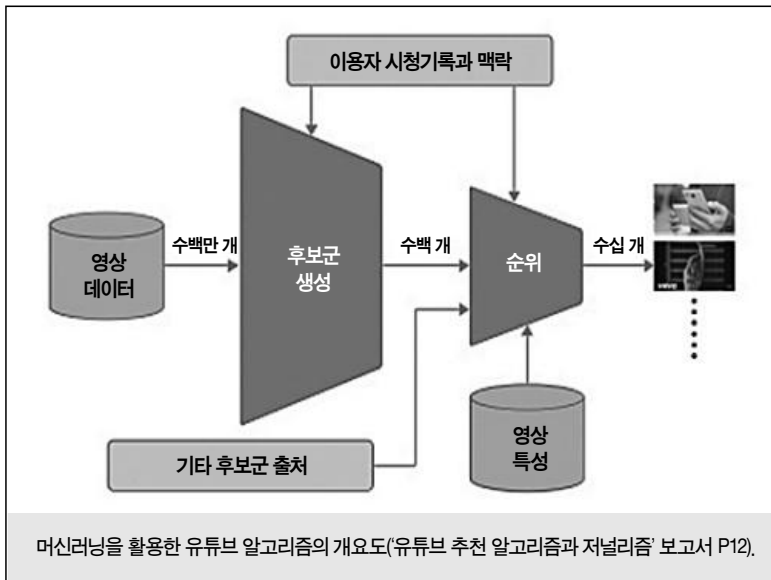 이용자 시청기록과 맥락
영상
데이터
수백만 개
후보군
생성
수백 개
순위
수십 개
기타 후보군 출처
영상
특성
머신러닝을 활용한 유튜브 알고리즘의 개요도(‘유튜브 추천 알고리즘과 저널리즘’ 보고서 P12).